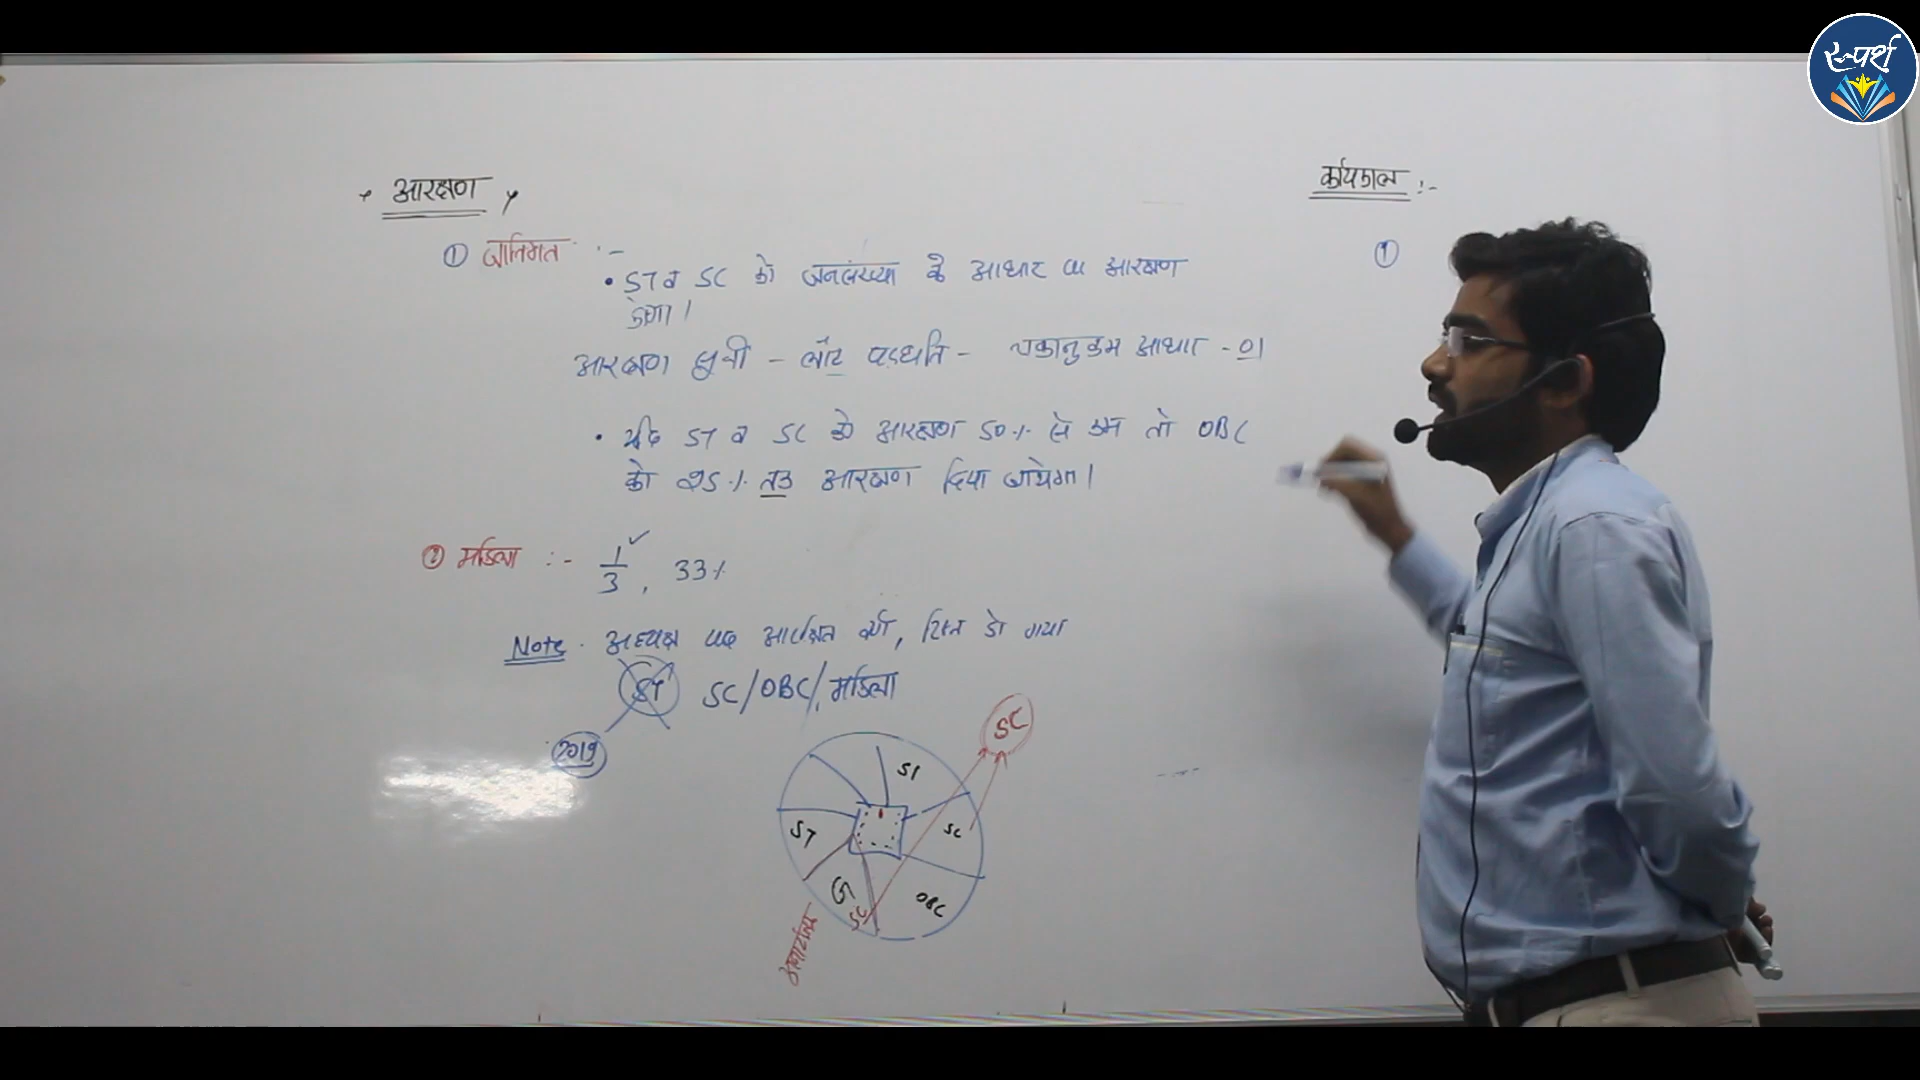 स्पर्श
आरक्षण
① जातिगत :-
• ST व SC को जनसंख्या के आधार पर आरक्षण
होगा।
आरक्षण सूची - लॉट पद्धति - चक्रानुक्रम आधार - 01
• यदि ST व SC को आरक्षण 50% से कम तो OBC
को 25% तक आरक्षण दिया जायेगा।
② महिला :- 1/3, 33%
Note. अध्यक्ष पद आरक्षित वर्ग, रिक्त हो गया
ST SC/OBC/महिला
2019
SC
ST
SC
ST
OBC
SC
कार्यकाल :-
①